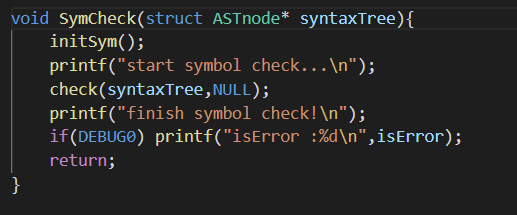 void SymCheck(struct ASTnode* syntaxTree){
    initSym();
    printf("start symbol check...\n");
    check(syntaxTree,NULL);
    printf("finish symbol check!\n");
    if(DEBUG0) printf("isError :%d\n",isError);
    return;
}